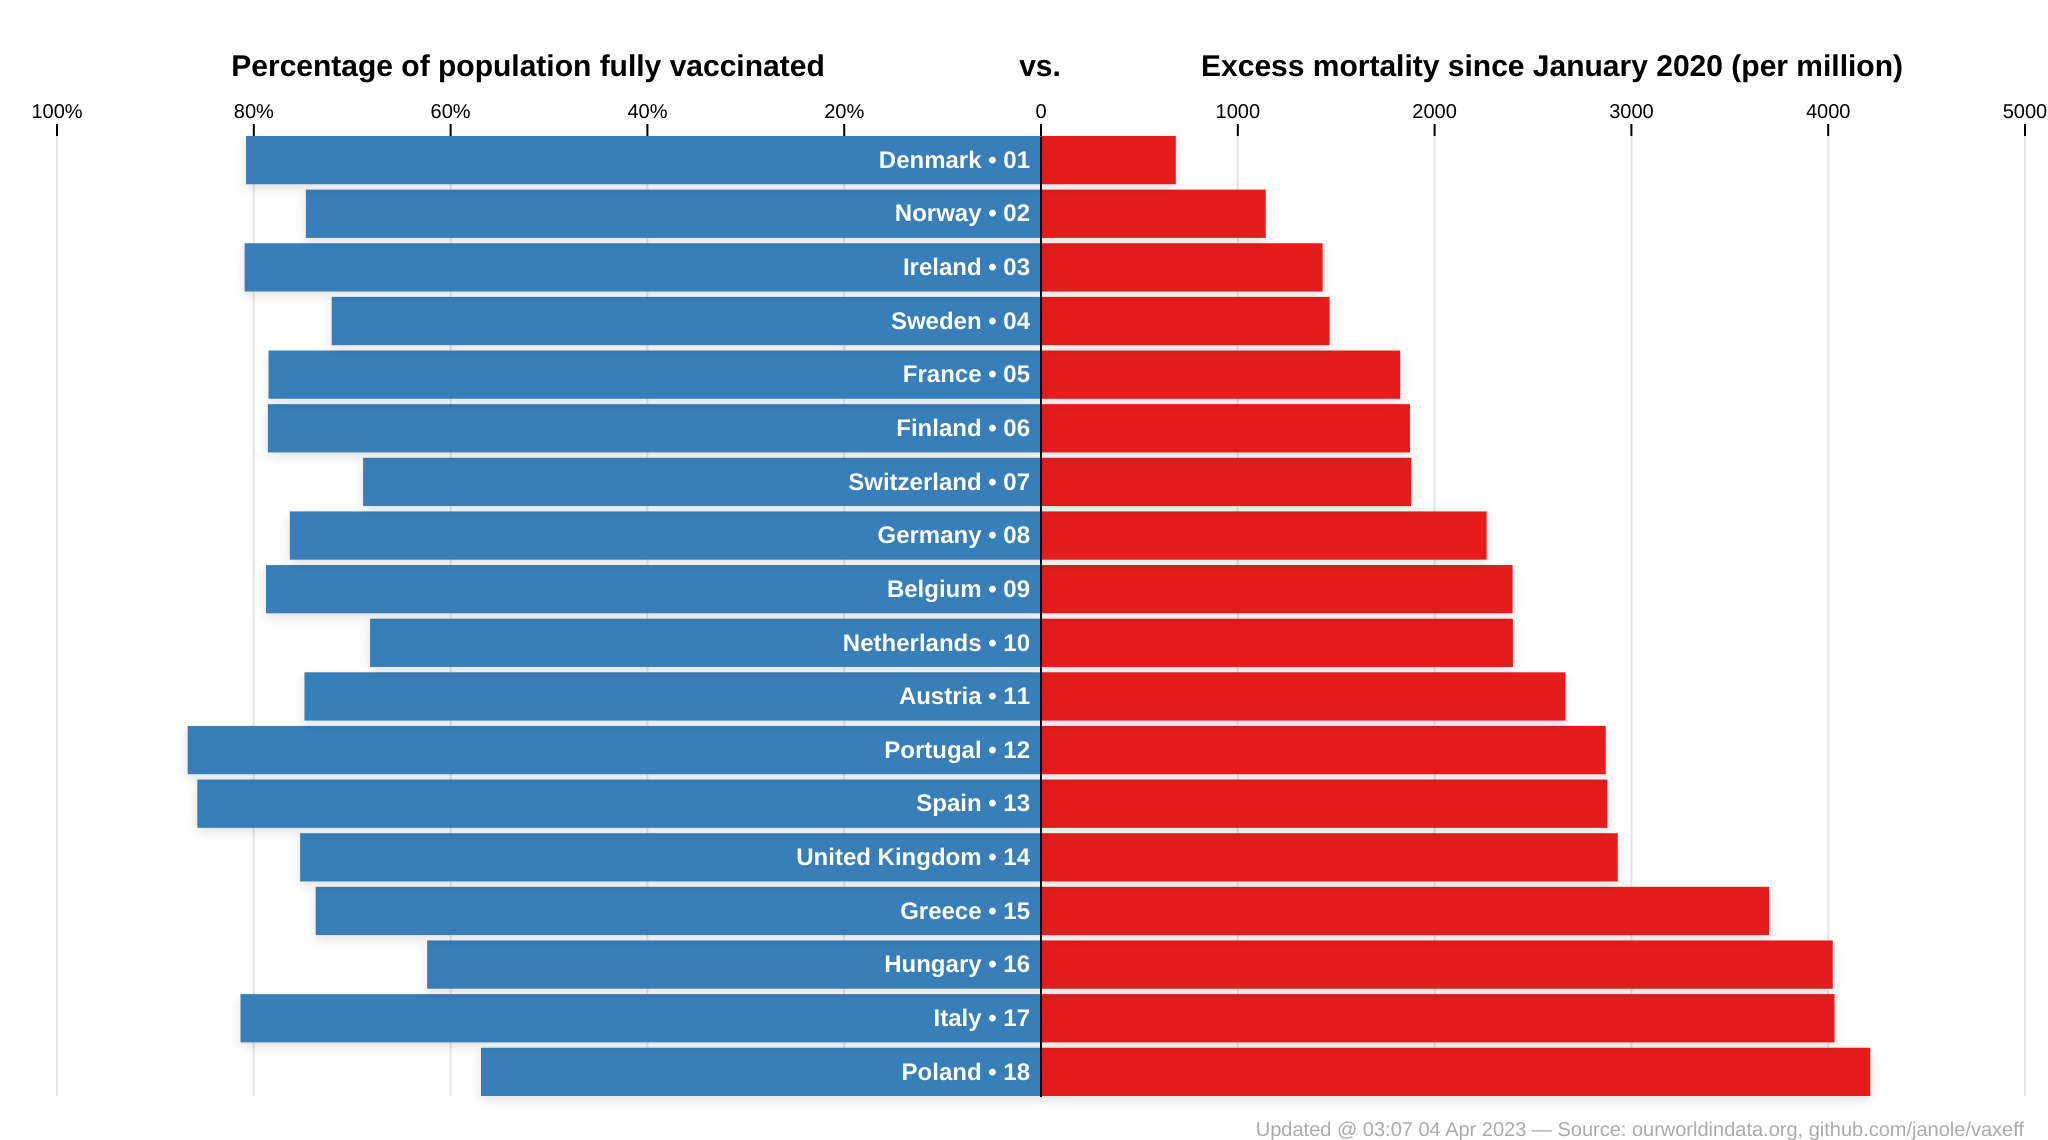 Percentage of population fully vaccinated vs. Excess mortality since January 2020 (per million)
100% 80% 60% 40% 20% 0 1000 2000 3000 4000 5000
Denmark • 01
Norway • 02
Ireland • 03
Sweden • 04
France • 05
Finland • 06
Switzerland • 07
Germany • 08
Belgium • 09
Netherlands • 10
Austria • 11
Portugal • 12
Spain • 13
United Kingdom • 14
Greece • 15
Hungary • 16
Italy • 17
Poland • 18
Updated @ 03:07 04 Apr 2023 — Source: ourworldindata.org, github.com/janole/vaxeff